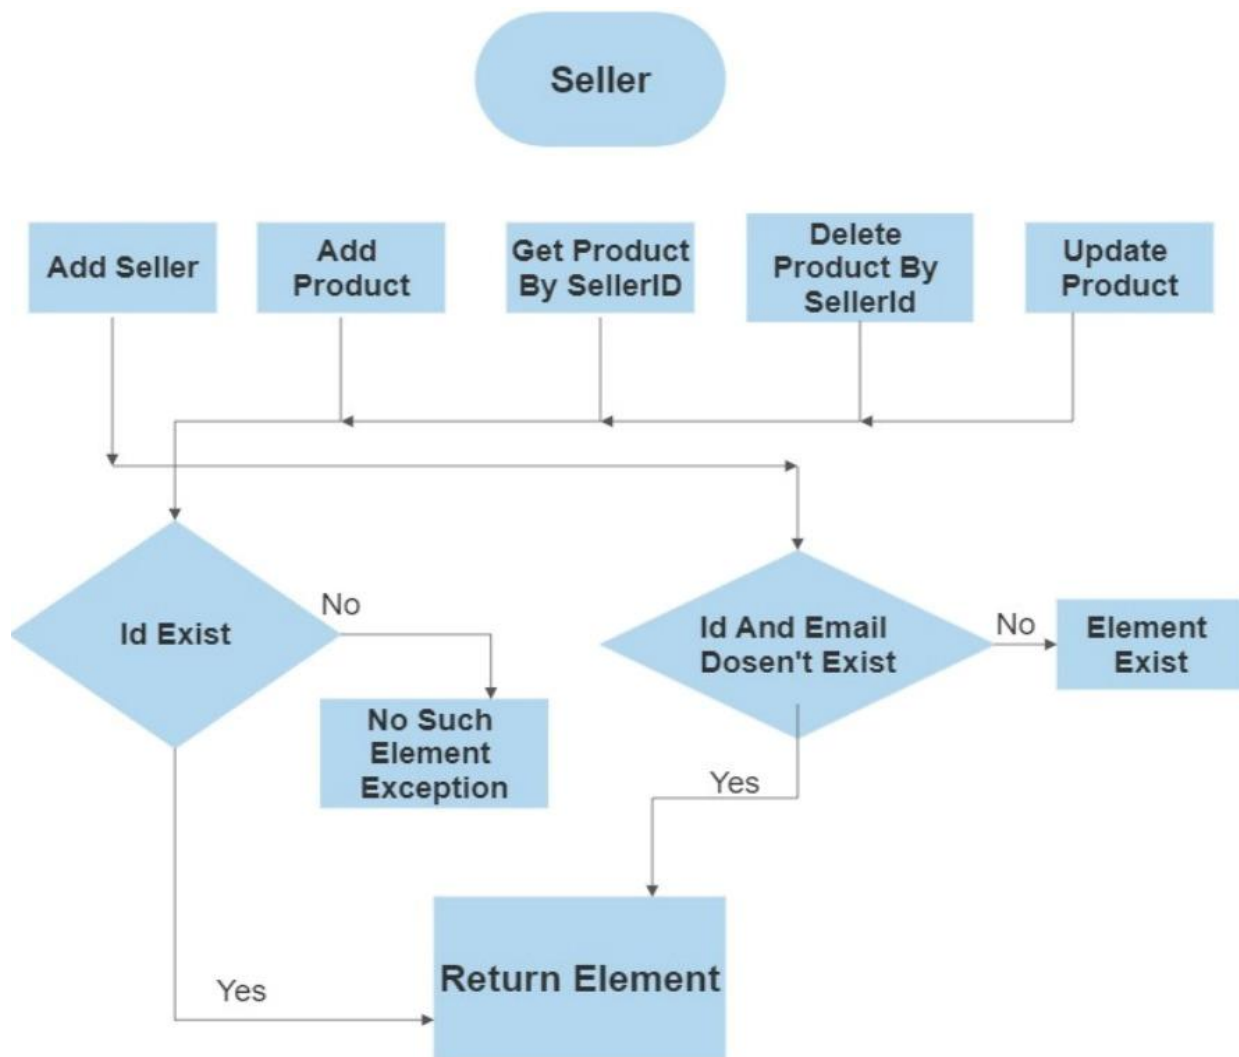 Seller
Add Seller
Add
Product
Get Product
By SellerID
Delete
Product By
SellerId
Update
Product
Id Exist
No
No Such
Element
Exception
Id And Email
Dosen't Exist
No
Element
Exist
Yes
Yes
Return Element